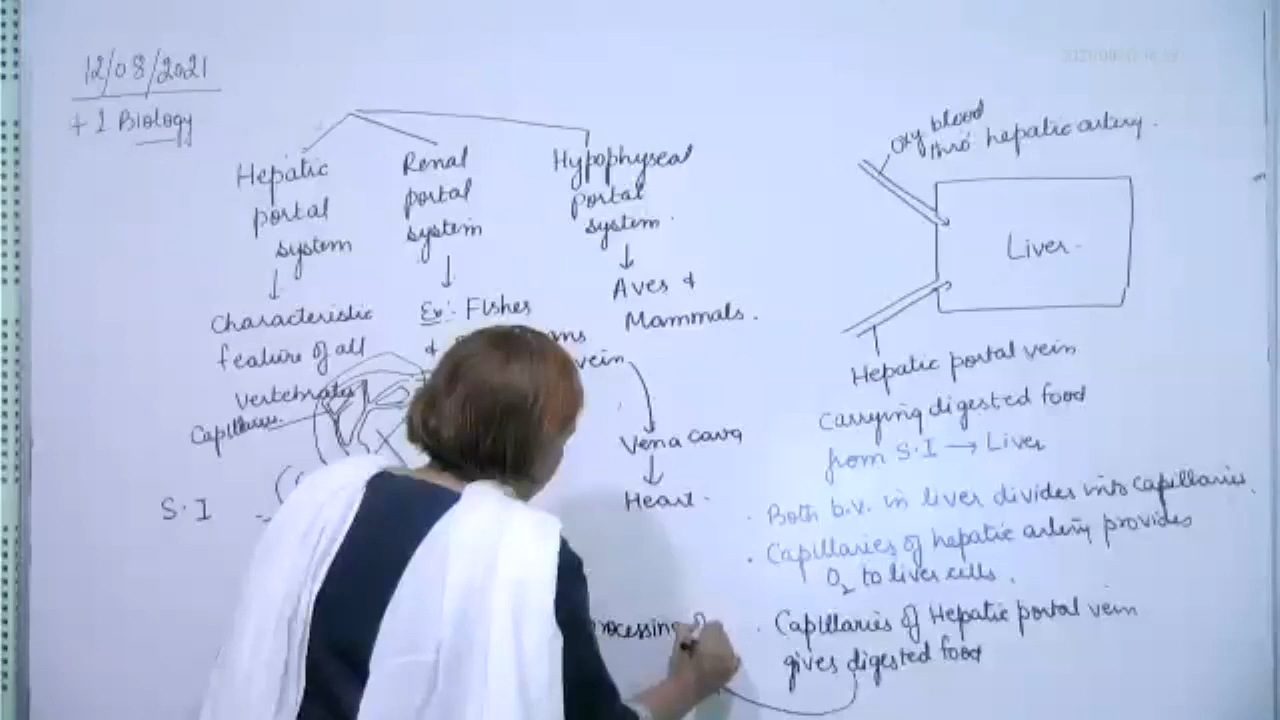 12/08/2021
+1 Biology
Hepatic
portal
system
Characteristic
feature of all
vertebrates
Capillaries
S.I
Renal
portal
system
Ex: Fishes
&
vein
Hypophyseal
portal
system.
Aves &
Mammals.
Vena cava
Heart.
rocessing
Oxy blood
thro' hepatic artery.
Liver.
Hepatic portal vein
Carrying digested food
from S.I → Liver
. Both b.v. in liver divides into capillaries.
. Capillaries of hepatic artery provides
O2 to liver cells.
. Capillaries of Hepatic portal vein
gives digested food